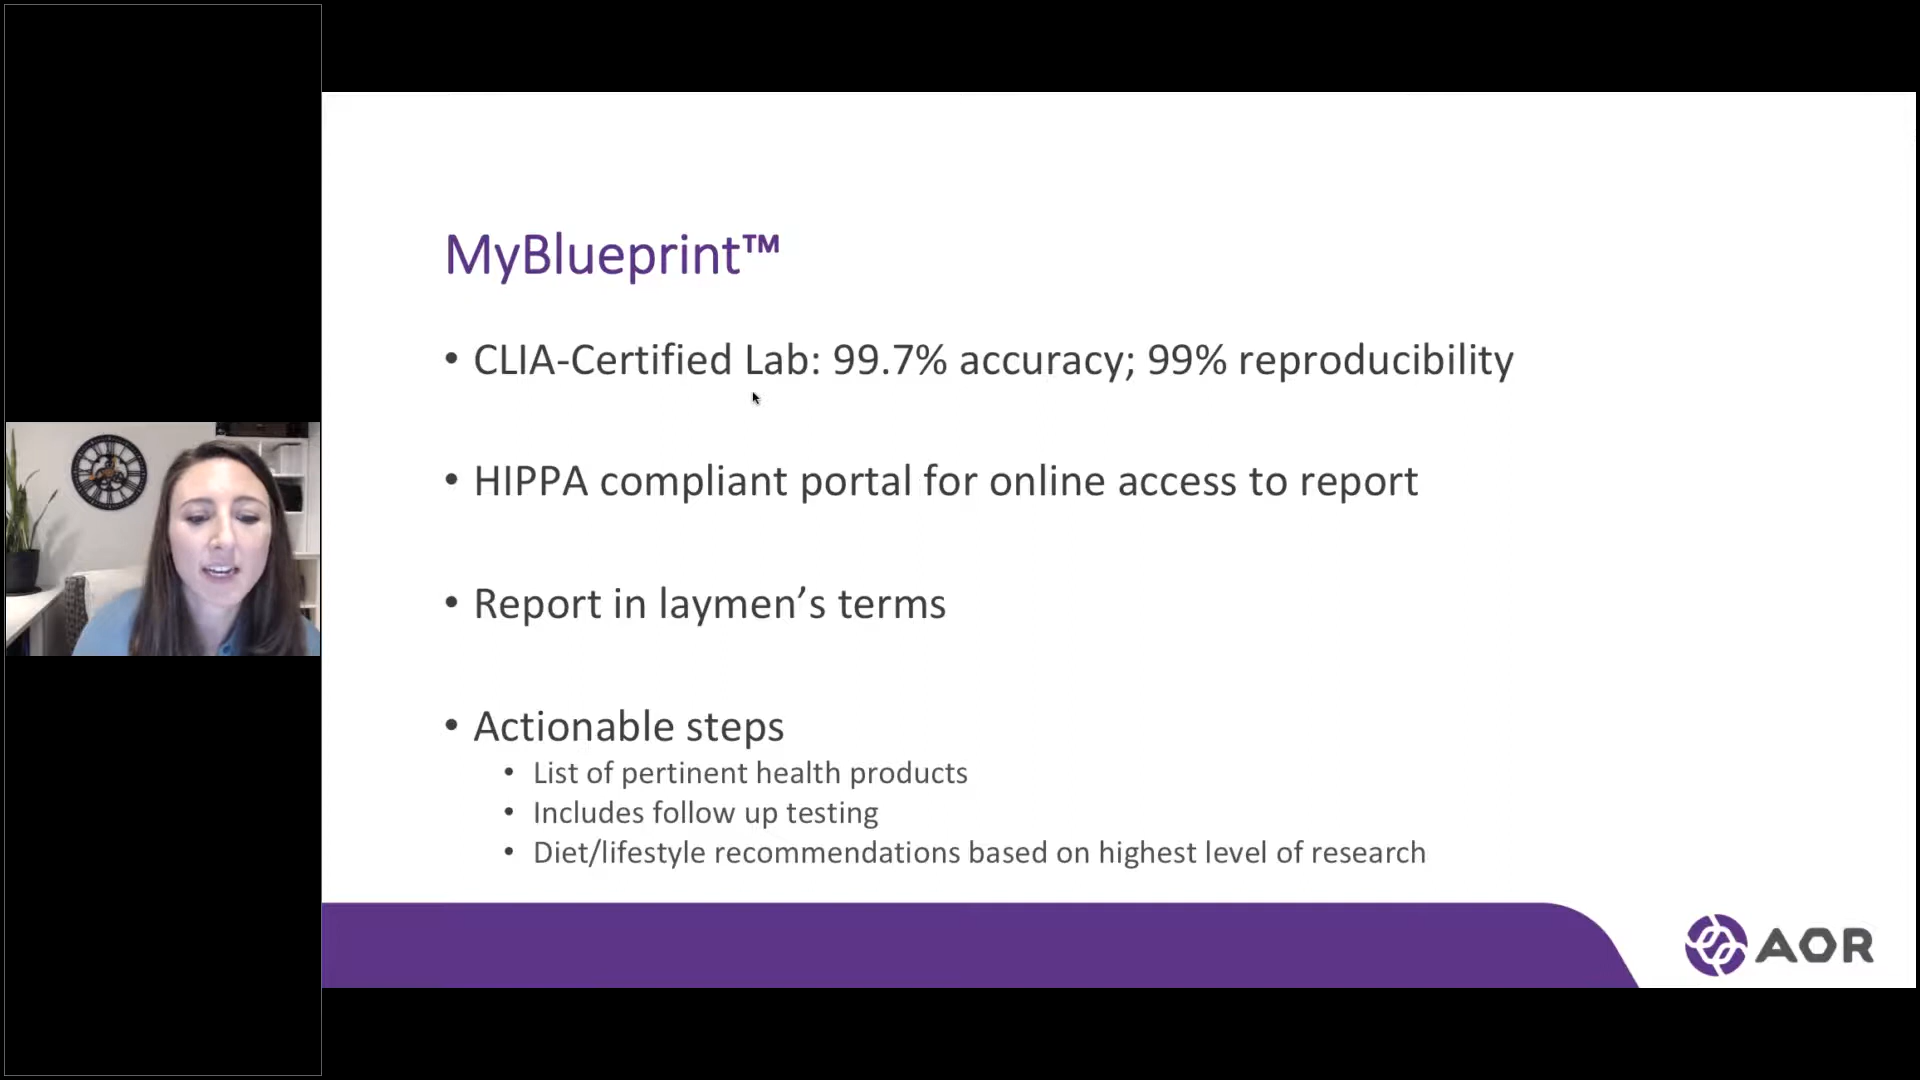 MyBlueprint™
• CLIA-Certified Lab: 99.7% accuracy; 99% reproducibility
• HIPPA compliant portal for online access to report
• Report in laymen’s terms
• Actionable steps
• List of pertinent health products
• Includes follow up testing
• Diet/lifestyle recommendations based on highest level of research
AOR